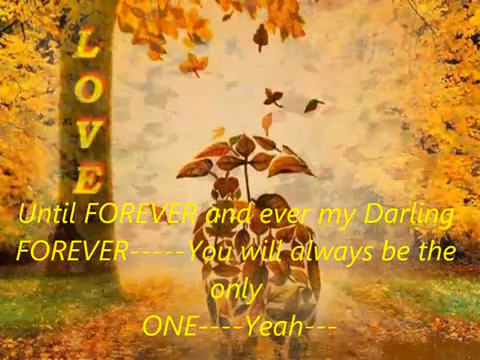 LOVE
Until FOREVER and ever my Darling
FOREVER-----You will always be the
only
ONE----Yeah---